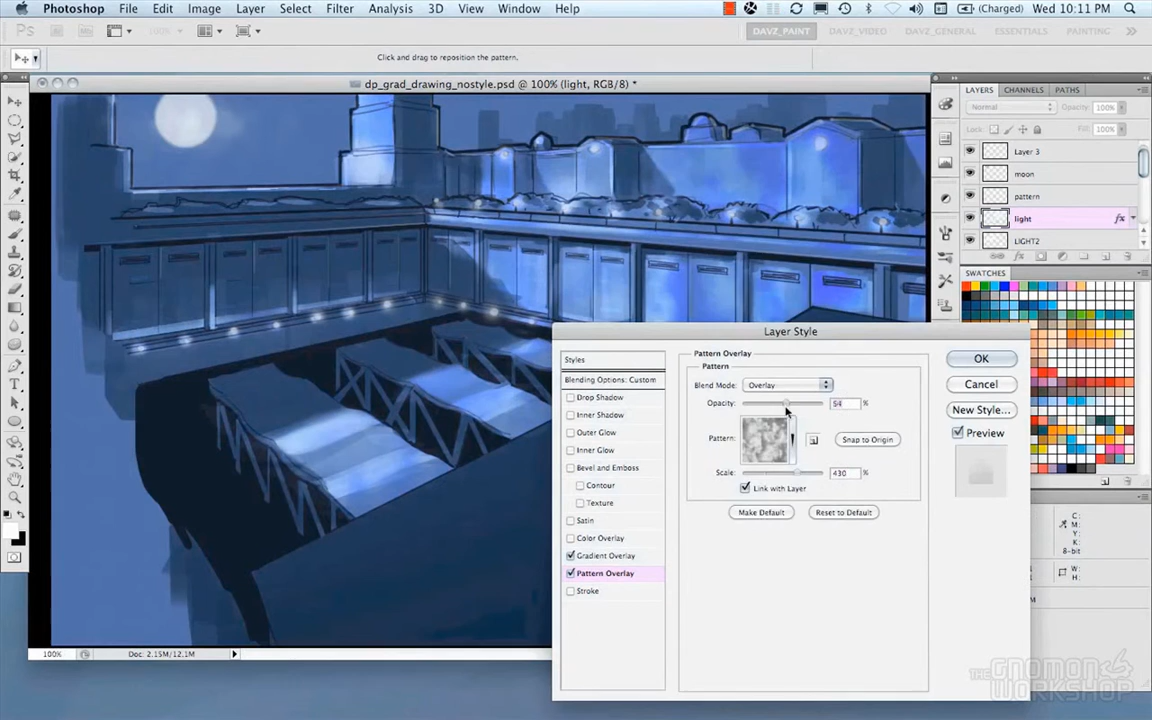 Photoshop File Edit Image Layer Select Filter Analysis 3D View Window Help (Charged) Wed 10:11 PM
DAVZ_PAINT DAVZ_VIDEO DAVZ_GENERAL ESSENTIALS PAINTING
Click and drag to reposition the pattern.
dp_grad_drawing_nostyle.psd @ 100% (light, RGB/8) *
LAYERS CHANNELS PATHS
Normal Opacity: 100%
Lock: Fill: 100%
Layer 3
moon
pattern
light fx
LIGHT2
SWATCHES
Layer Style
Styles
Blending Options: Custom
Drop Shadow
Inner Shadow
Outer Glow
Inner Glow
Bevel and Emboss
Contour
Texture
Satin
Color Overlay
Gradient Overlay
Pattern Overlay
Stroke
Pattern Overlay
Pattern
Blend Mode: Overlay
Opacity: 54 %
Pattern: Snap to Origin
Scale: 430 %
Link with Layer
Make Default Reset to Default
OK
Cancel
New Style...
Preview
C:
M:
Y:
K:
8-bit
W:
H:
100% Doc: 2.15M/12.1M
THE GNOMON WORKSHOP